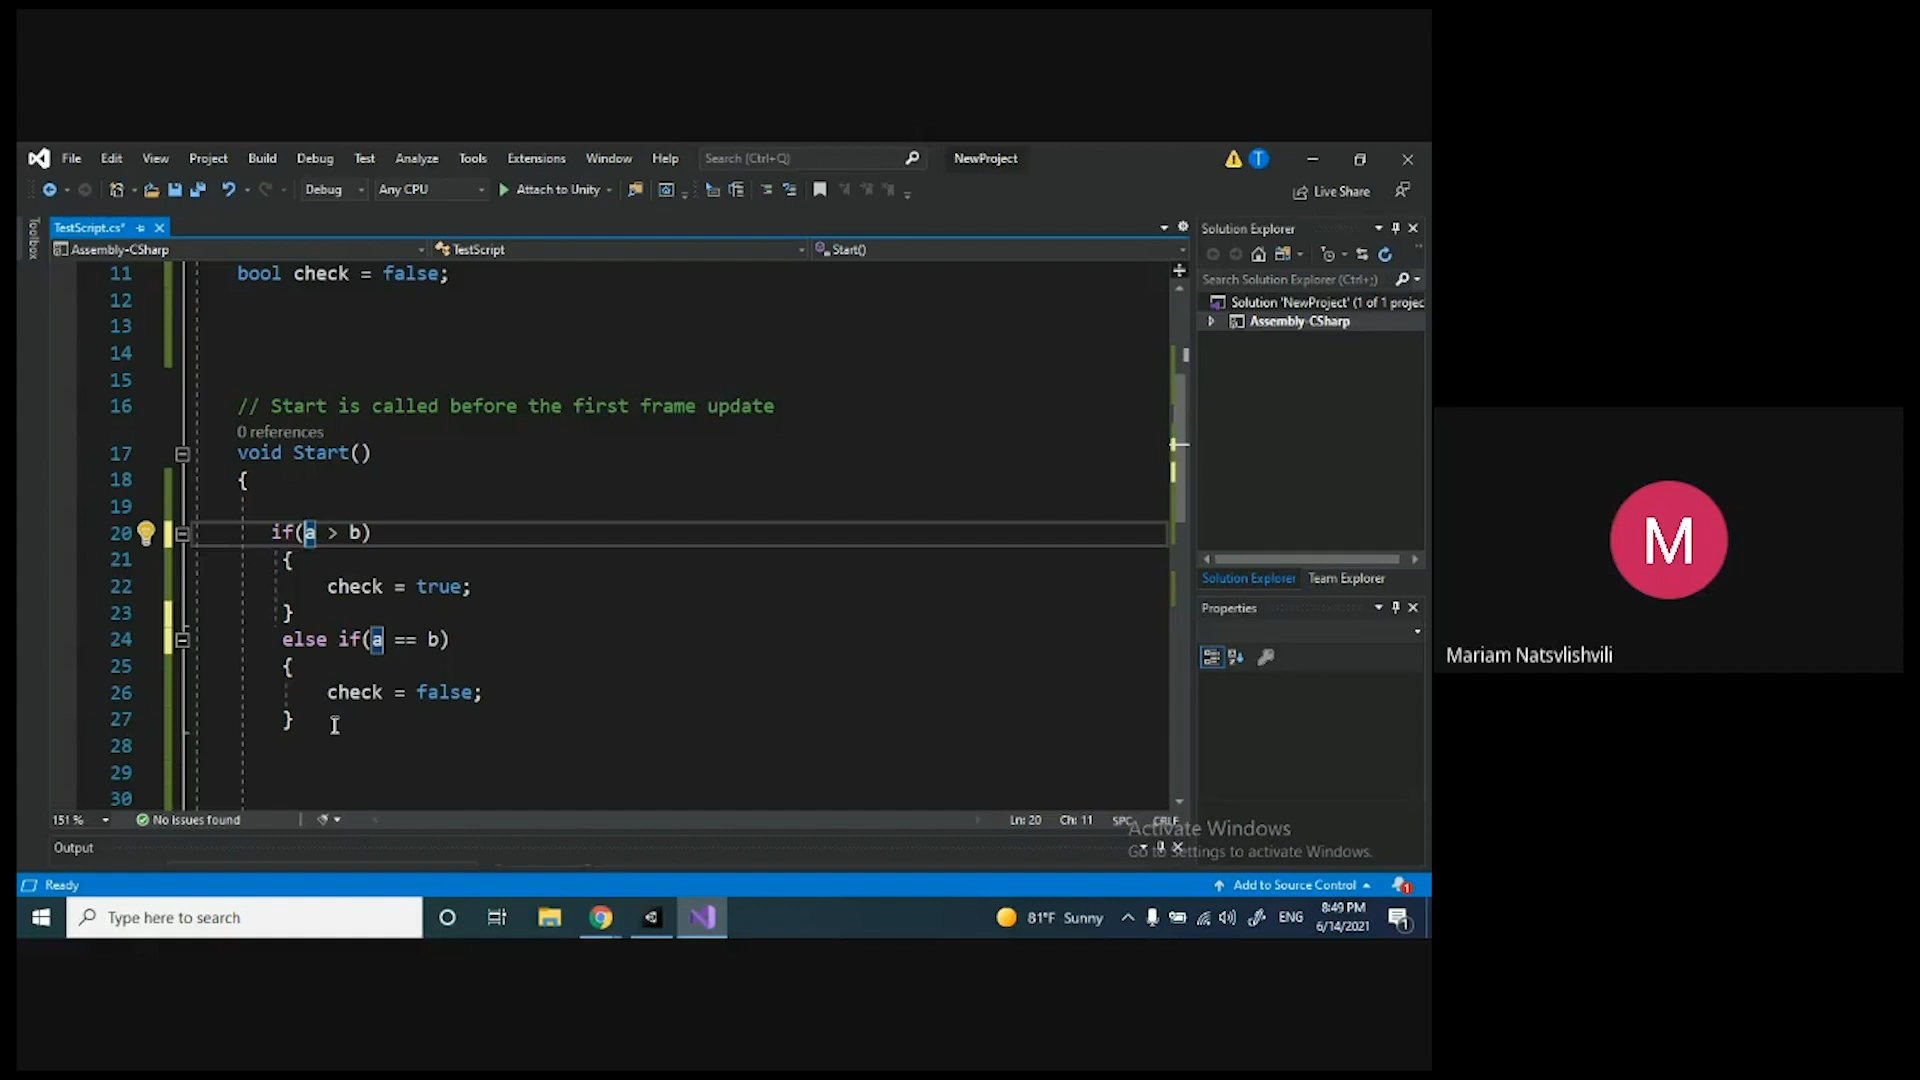 File Edit View Project Build Debug Test Analyze Tools Extensions Window Help Search (Ctrl+Q) NewProject T
Debug Any CPU Attach to Unity Live Share
Toolbox
TestScript.cs*
Assembly-CSharp TestScript Start()
11 bool check = false;
12
13
14
15
16 // Start is called before the first frame update
0 references
17 void Start()
18 {
19
20 if(a > b)
21 {
22 check = true;
23 }
24 else if(a == b)
25 {
26 check = false;
27 }
28
29
30
151 % No issues found Ln: 20 Ch: 11 SPC CRLF
Output
Solution Explorer
Search Solution Explorer (Ctrl+;)
Solution 'NewProject' (1 of 1 projec
Assembly-CSharp
Solution Explorer Team Explorer
Properties
Activate Windows
Go to Settings to activate Windows.
Ready Add to Source Control 1
Type here to search 81°F Sunny ENG 8:49 PM 6/14/2021 1
M
Mariam Natsvlishvili